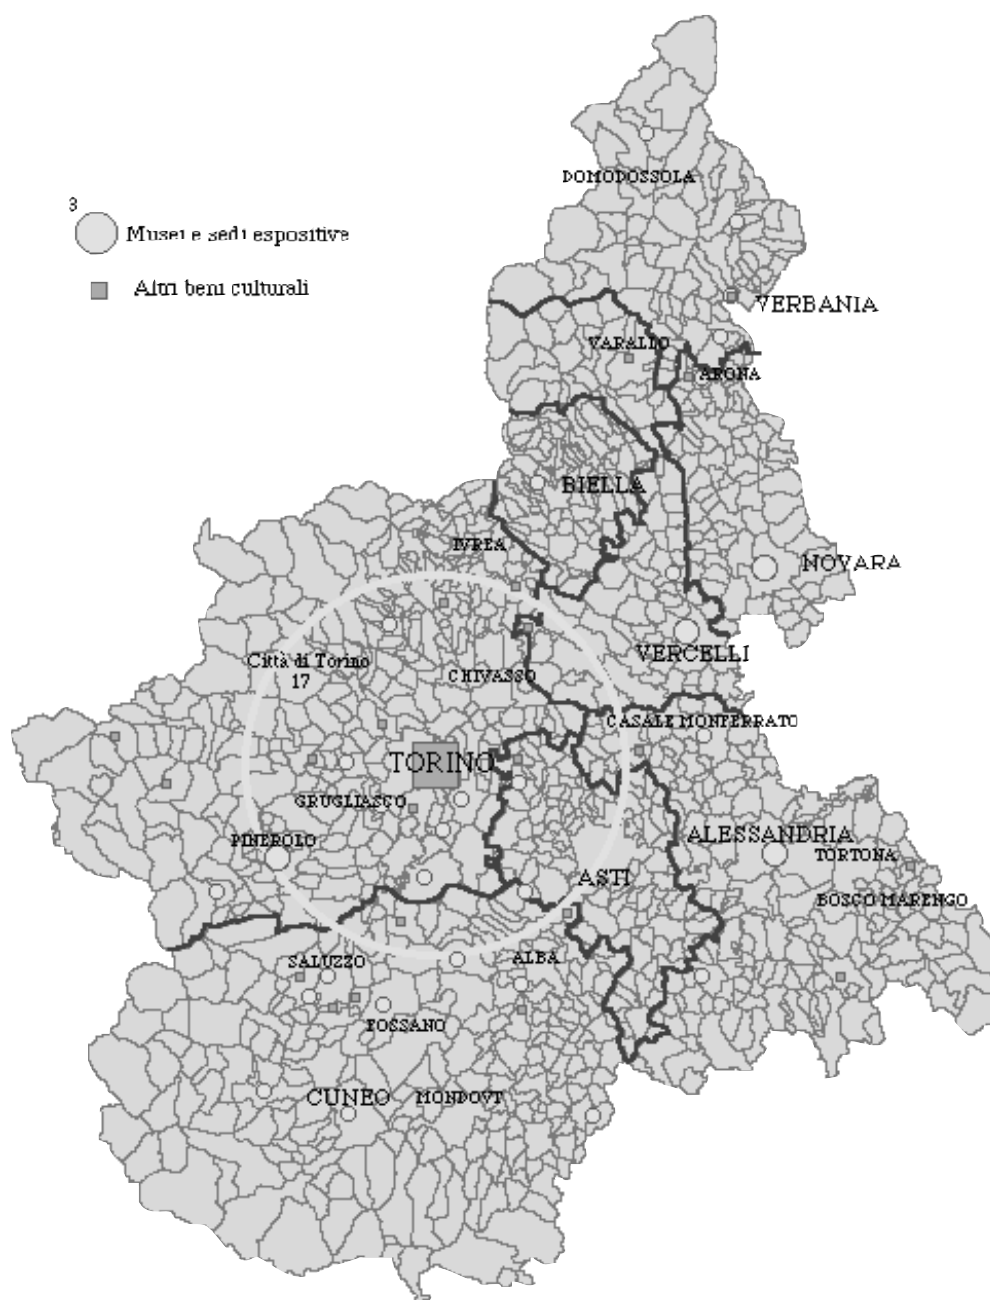 DOMODOSSOLA
3
Musei e sedi espositive
Altri beni culturali
VERBANIA
VARALLO
ARONA
BIELLA
IVREA
NOVARA
VERCELLI
Città di Torino
17
CHIVASSO
CASALE MONFERRATO
TORINO
GRUGLIASCO
PINEROLO
ALESSANDRIA
TORTONA
ASTI
BOSCO MARENGO
SALUZZO
ALBA
FOSSANO
CUNEO
MONDOVI